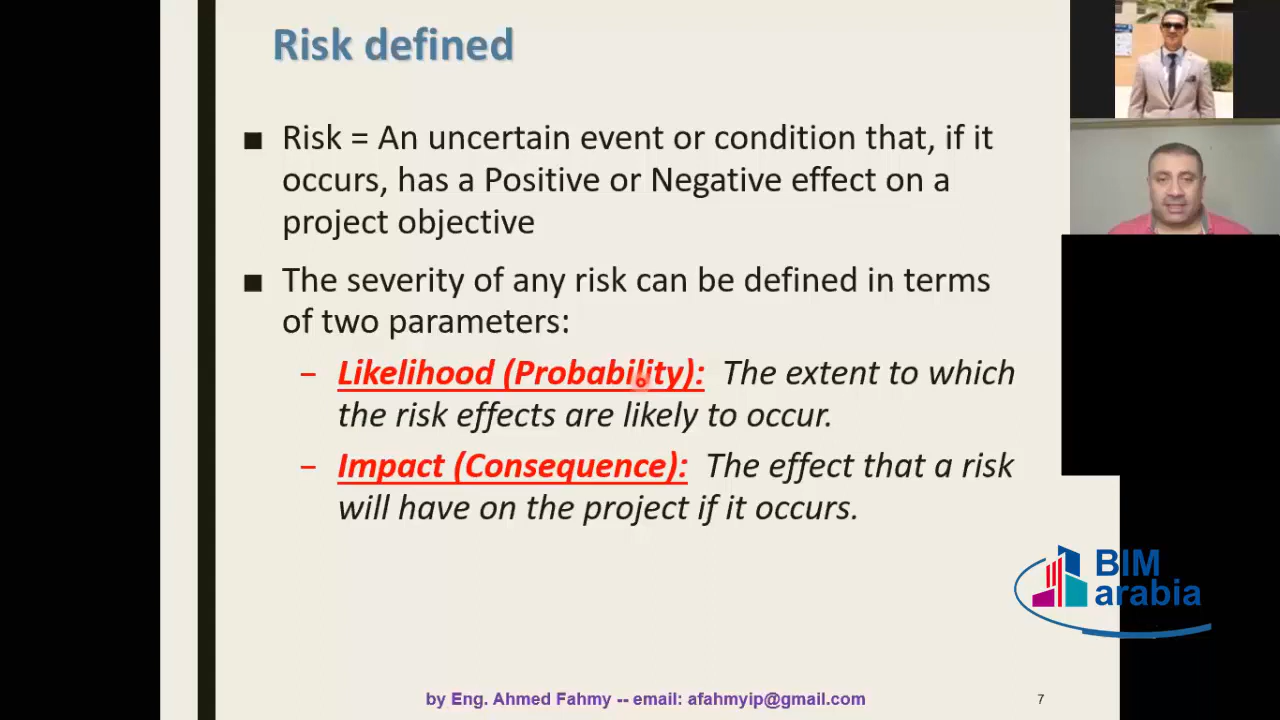 Risk defined
■ Risk = An uncertain event or condition that, if it
occurs, has a Positive or Negative effect on a
project objective
■ The severity of any risk can be defined in terms
of two parameters:
– Likelihood (Probability): The extent to which
the risk effects are likely to occur.
– Impact (Consequence): The effect that a risk
will have on the project if it occurs.
BIM
arabia
by Eng. Ahmed Fahmy -- email: afahmyip@gmail.com
7